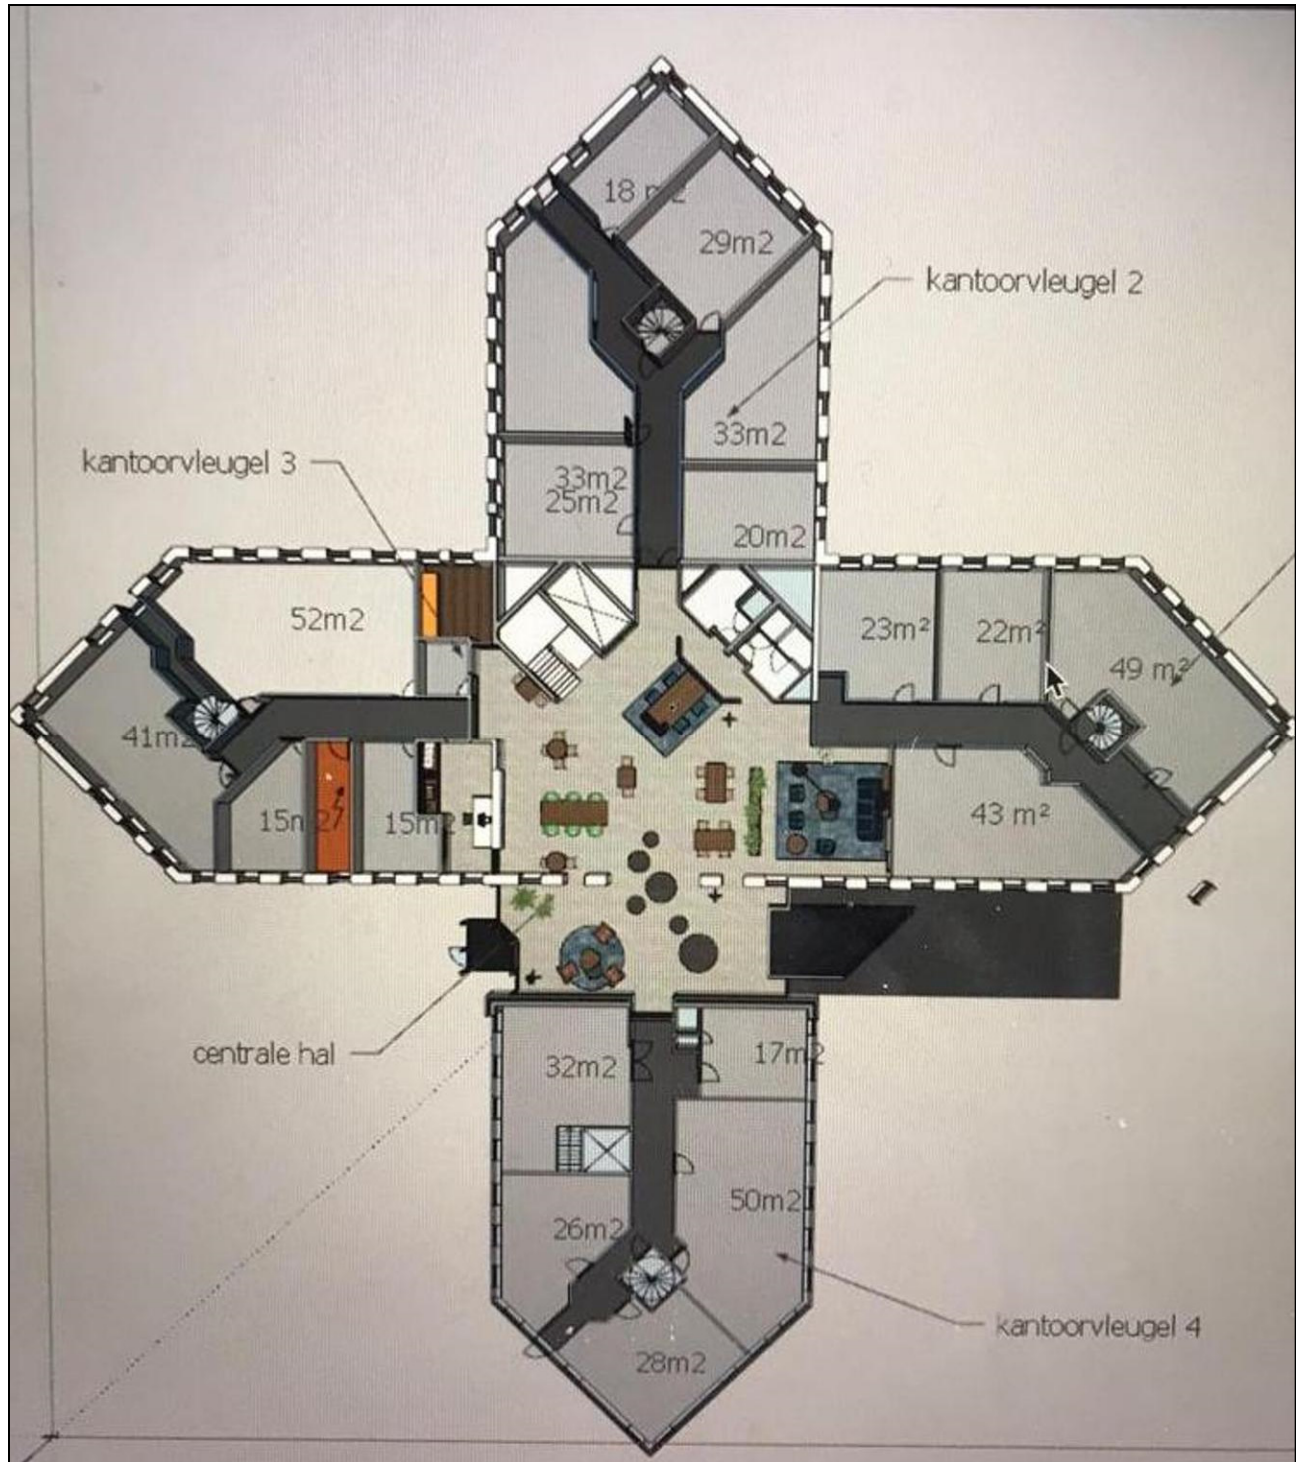 18 m2
29m2
kantoorvleugel 2
33m2
kantoorvleugel 3
33m2
25m2
20m2
52m2
23m²
22m²
49 m²
41m2
15m2
15m2
43 m²
centrale hal
32m2
17m2
50m2
26m2
kantoorvleugel 4
28m2